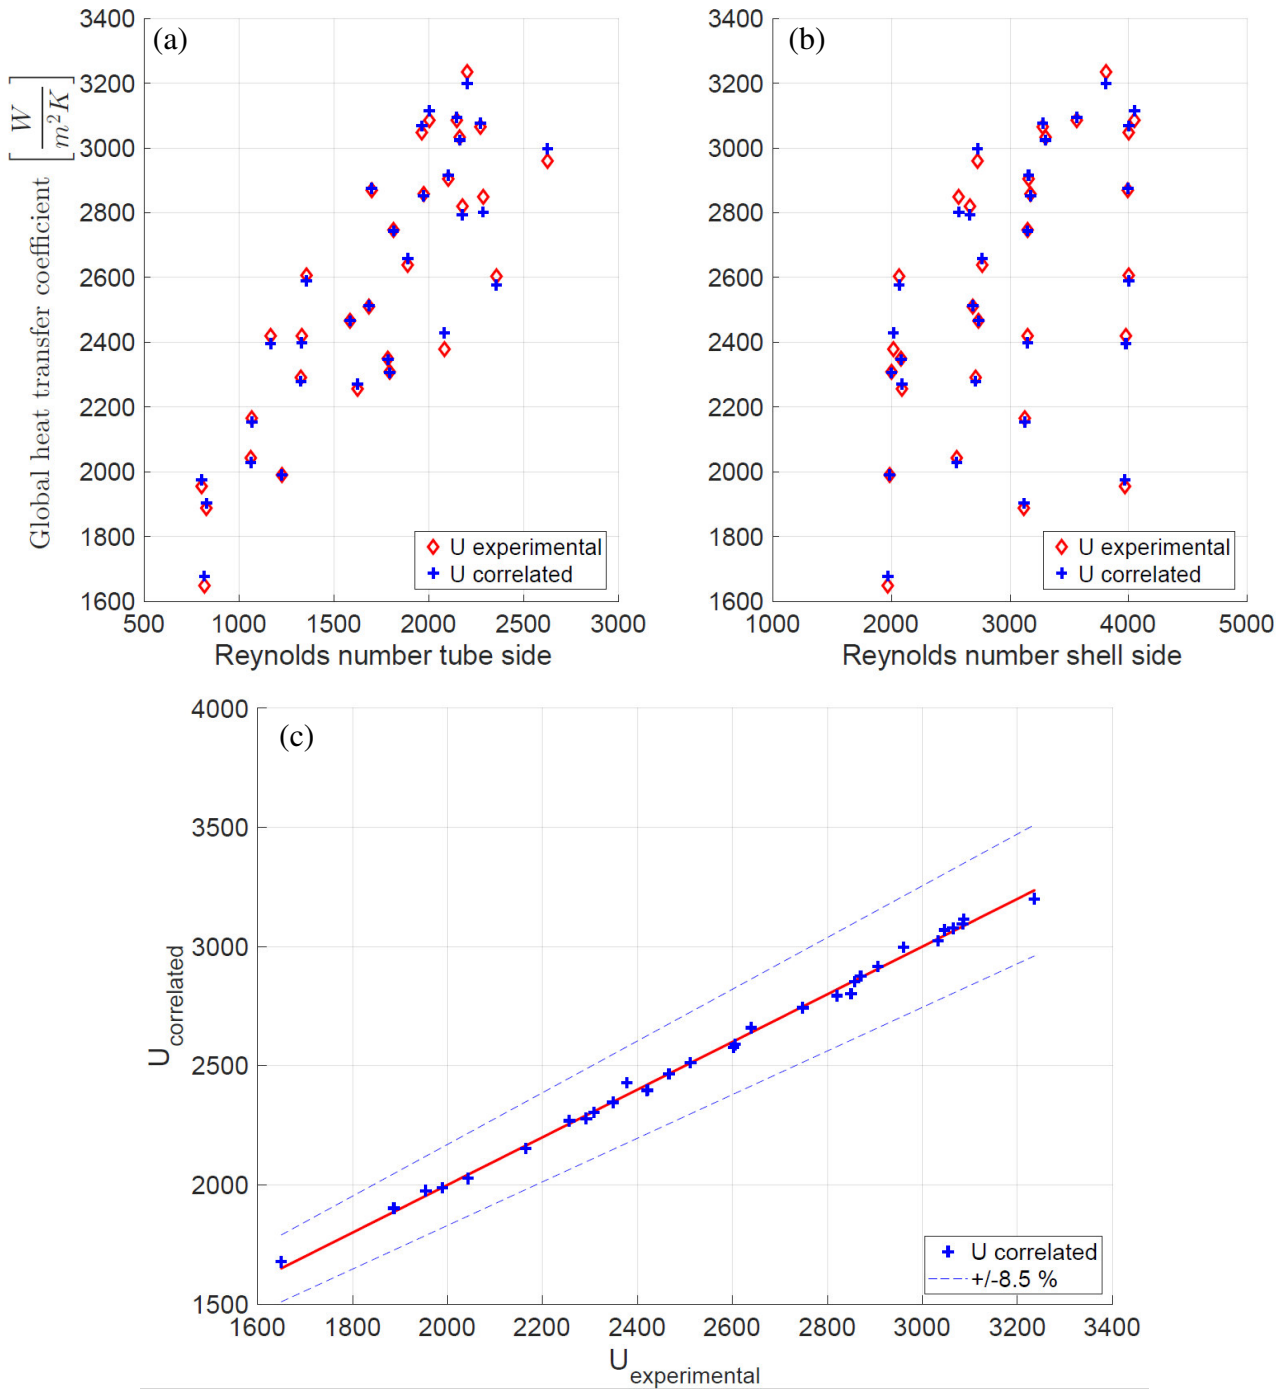 (a)
3400
3200
3000
2800
2600
2400
2200
2000
1800
1600
500 1000 1500 2000 2500 3000
Global heat transfer coefficient [W/m²K]
U experimental
U correlated
Reynolds number tube side
(b)
3400
3200
3000
2800
2600
2400
2200
2000
1800
1600
1000 2000 3000 4000 5000
U experimental
U correlated
Reynolds number shell side
(c)
4000
3500
3000
2500
2000
1500
1600 1800 2000 2200 2400 2600 2800 3000 3200 3400
U correlated
U correlated
+/-8.5 %
U experimental